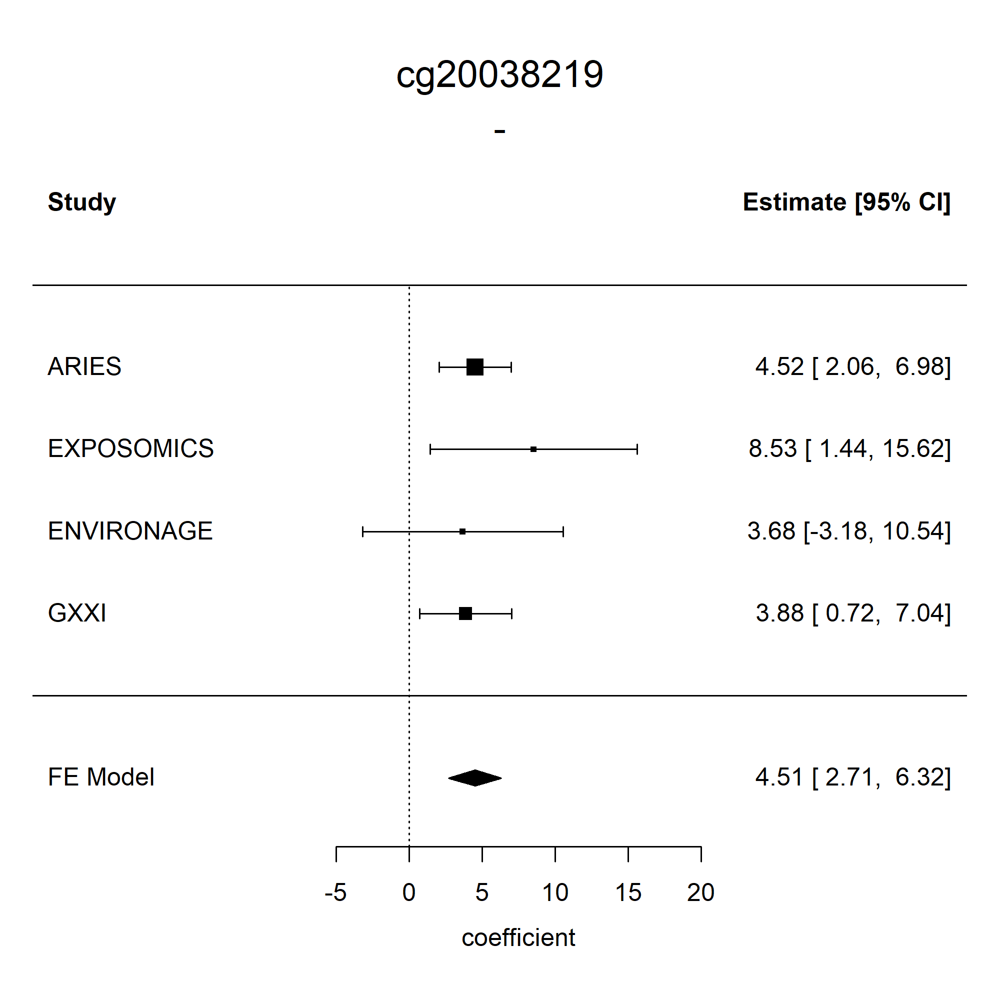 cg20038219
-
Study Estimate [95% CI]
ARIES 4.52 [ 2.06,  6.98]
EXPOSOMICS 8.53 [ 1.44, 15.62]
ENVIRONAGE 3.68 [-3.18, 10.54]
GXXI 3.88 [ 0.72,  7.04]
FE Model 4.51 [ 2.71,  6.32]
-5 0 5 10 15 20
coefficient